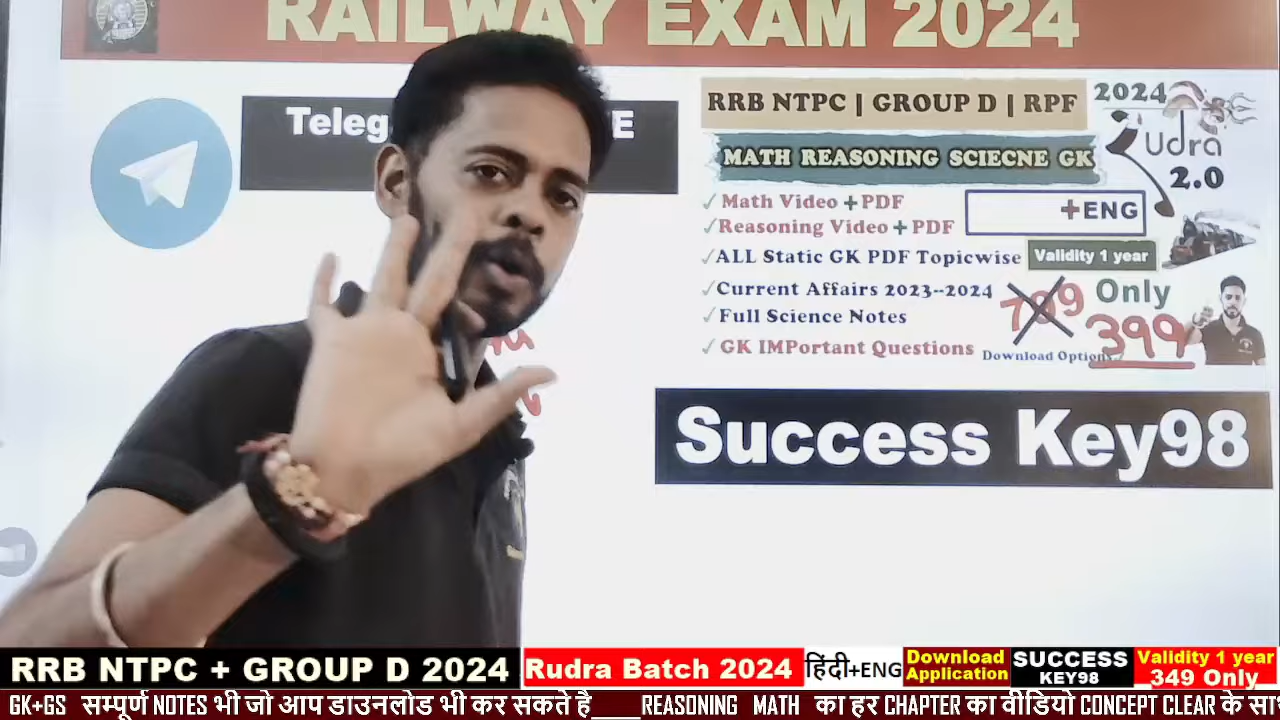 RAILWAY EXAM 2024
Teleg E
RRB NTPC | GROUP D | RPF
2024
MATH REASONING SCIECNE GK
Rudra
2.0
✓Math Video +PDF
+ENG
✓Reasoning Video +PDF
✓ALL Static GK PDF Topicwise
Validity 1 year
✓Current Affairs 2023--2024
799 Only
✓Full Science Notes
399
✓GK IMPortant Questions
Download Option
Success Key98
RRB NTPC + GROUP D 2024
Rudra Batch 2024
हिंदी+ENG
Download
Application
SUCCESS
KEY98
Validity 1 year
349 Only
GK+GS सम्पूर्ण NOTES भी जो आप डाउनलोड भी कर सकते है____REASONING MATH का हर CHAPTER का वीडियो CONCEPT CLEAR के सा